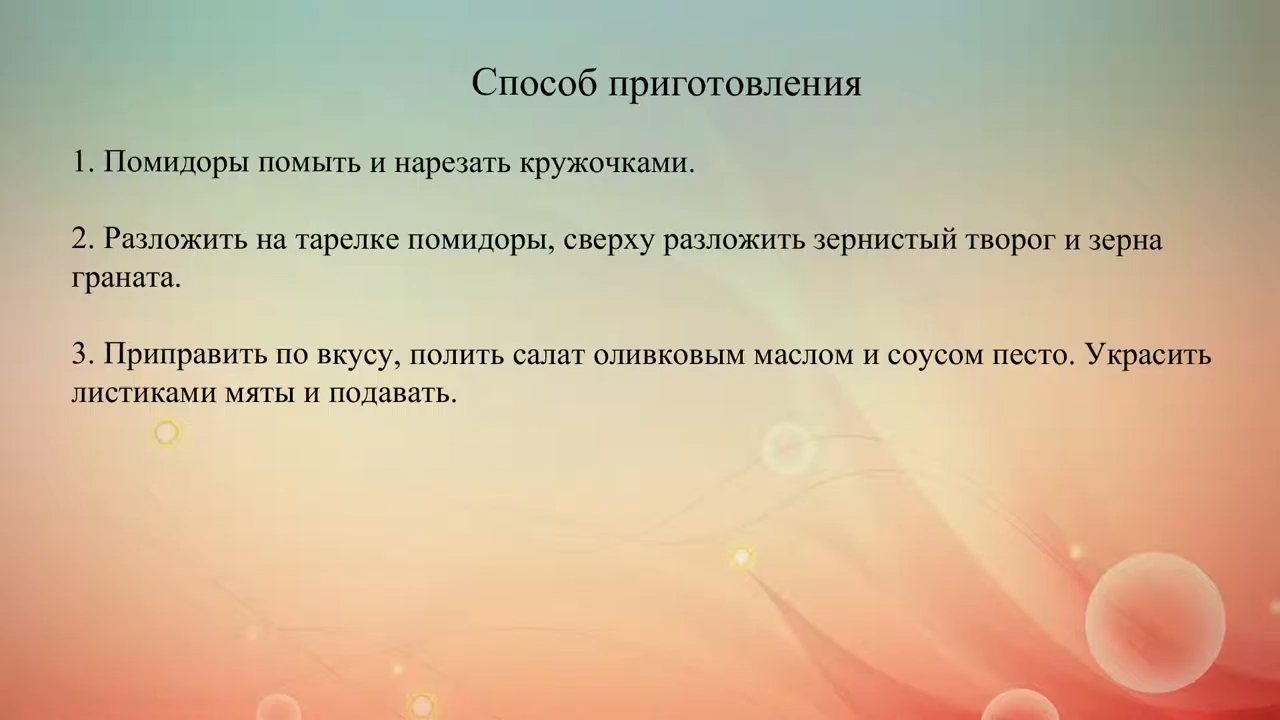 Способ приготовления
1. Помидоры помыть и нарезать кружочками.
2. Разложить на тарелке помидоры, сверху разложить зернистый творог и зерна
граната.
3. Приправить по вкусу, полить салат оливковым маслом и соусом песто. Украсить
листиками мяты и подавать.